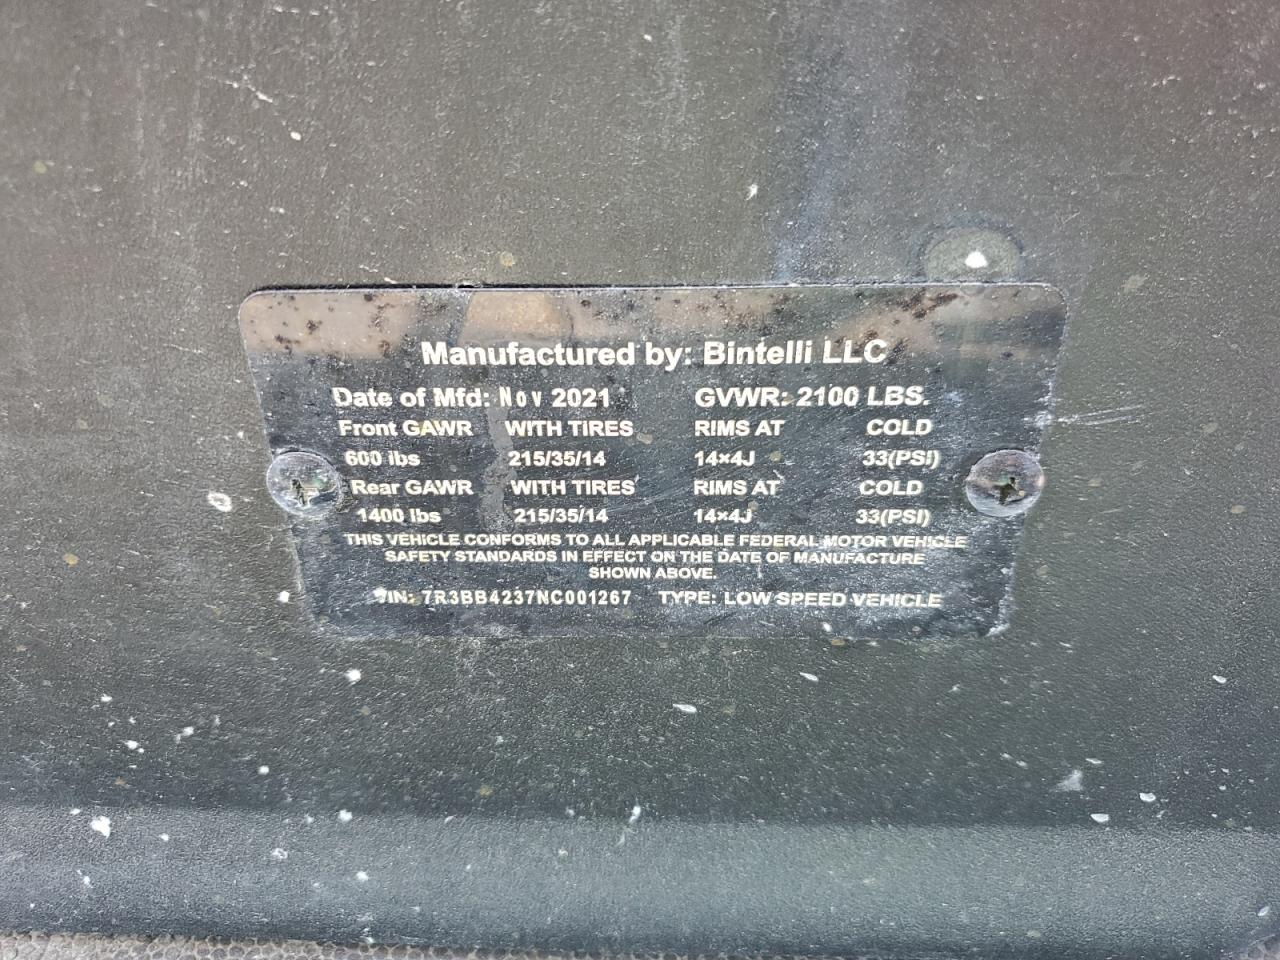 Manufactured by: Bintelli LLC
Date of Mfd: Nov 2021 GVWR: 2100 LBS.
Front GAWR WITH TIRES RIMS AT COLD
600 lbs 215/35/14 14×4J 33(PSI)
Rear GAWR WITH TIRES RIMS AT COLD
1400 lbs 215/35/14 14×4J 33(PSI)
THIS VEHICLE CONFORMS TO ALL APPLICABLE FEDERAL MOTOR VEHICLE
SAFETY STANDARDS IN EFFECT ON THE DATE OF MANUFACTURE
SHOWN ABOVE.
VIN: 7R3BB4237NC001267 TYPE: LOW SPEED VEHICLE